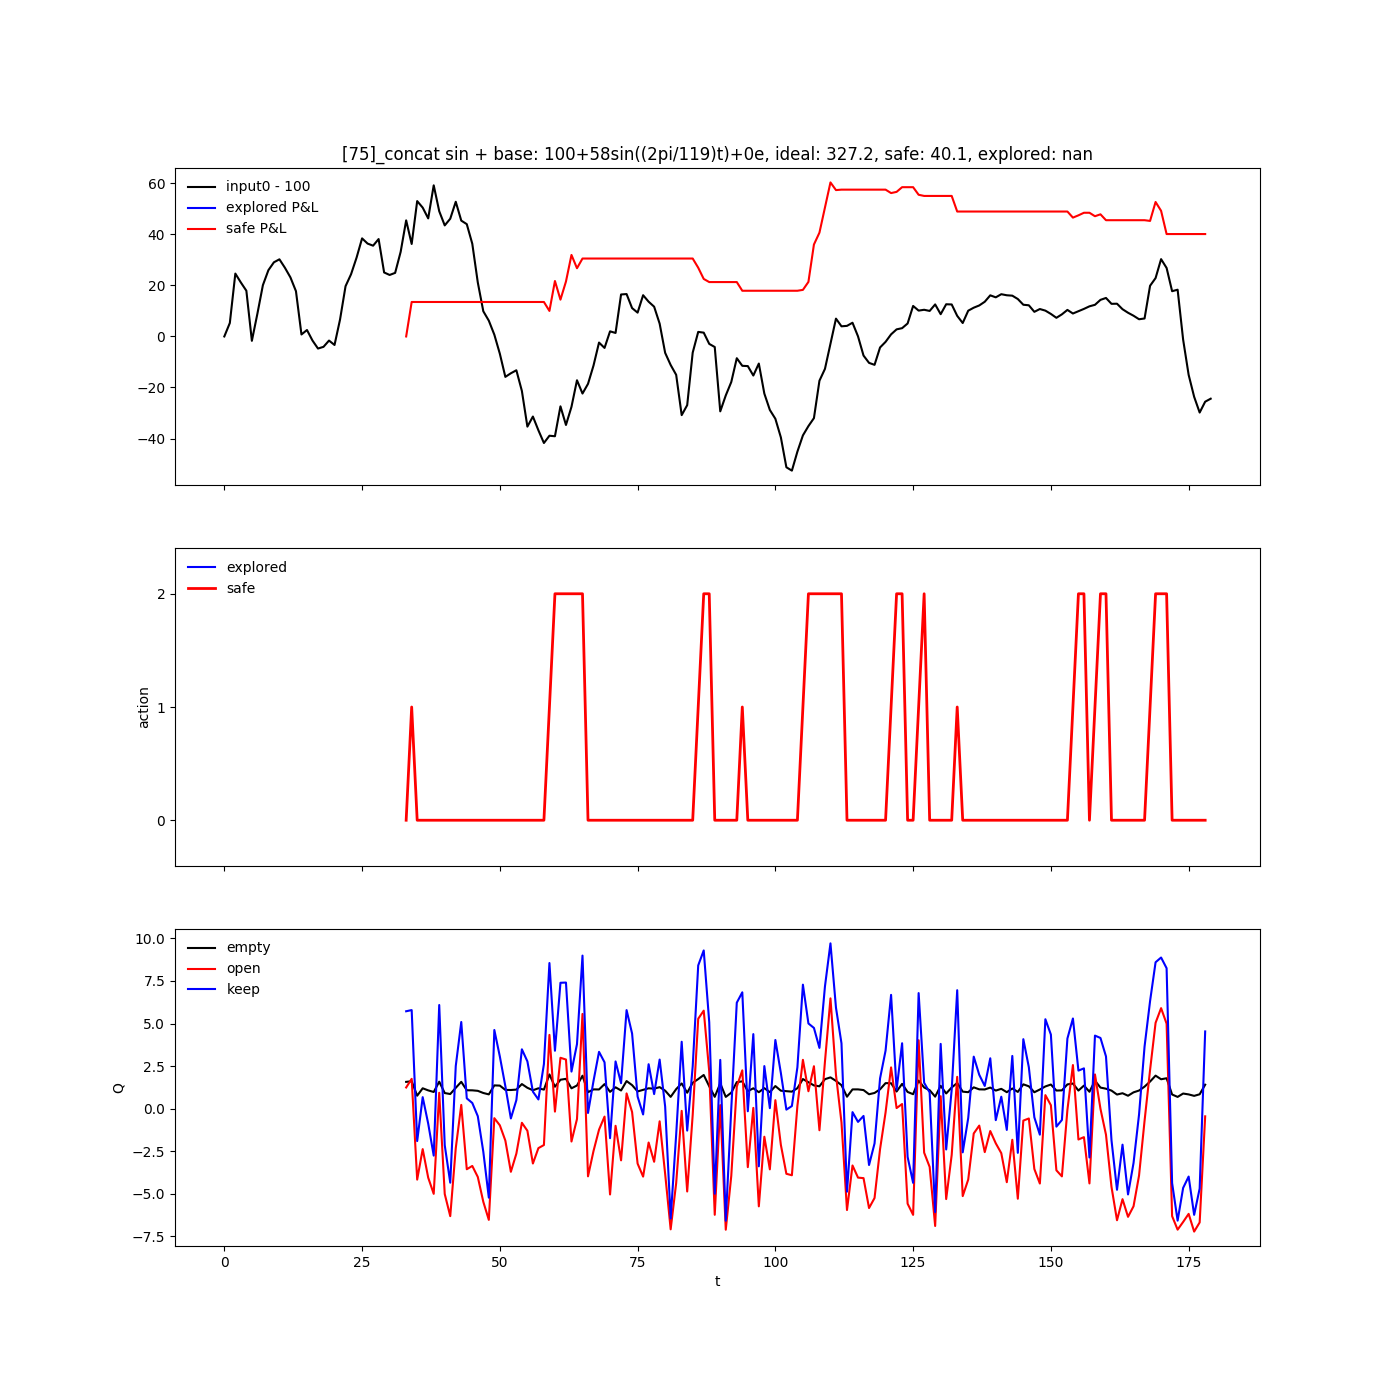 [75]_concat sin + base: 100+58sin((2pi/119)t)+0e, ideal: 327.2, safe: 40.1, explored: nan
input0 - 100
explored P&L
safe P&L
60
40
20
0
−20
−40
explored
safe
action
2
1
0
empty
open
keep
Q
10.0
7.5
5.0
2.5
0.0
−2.5
−5.0
−7.5
0 25 50 75 100 125 150 175
t